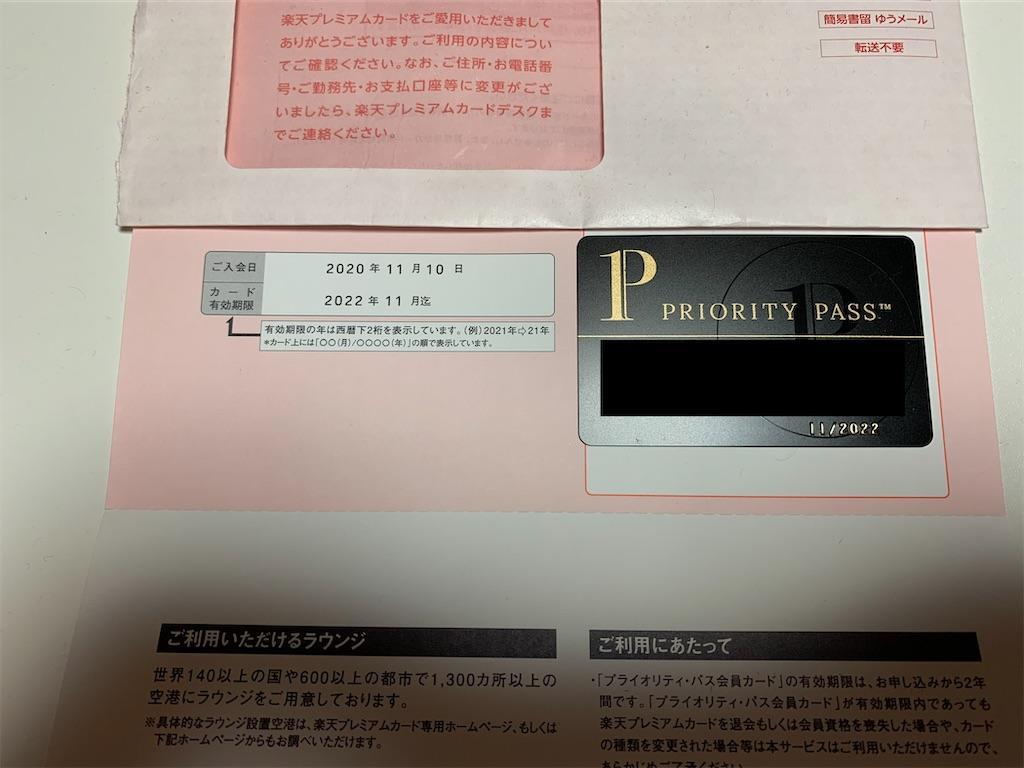 楽天プレミアムカードをご愛用いただきまして
ありがとうございます。ご利用の内容につい
てご確認ください。なお、ご住所・お電話番
号・ご勤務先・お支払口座等に変更がござ
いましたら、楽天プレミアムカードデスクま
でご連絡ください。
簡易書留 ゆうメール
転送不要
ご入会日 2020 年 11 月 10 日
カード
有効期限 2022 年 11 月迄
有効期限の年は西暦下2桁を表示しています。(例)2021年⇨21年
*カード上には「○○(月)/○○○○(年)」の順で表示しています。
P
PRIORITY PASS™
11/2022
ご利用いただけるラウンジ
世界140以上の国や600以上の都市で1,300カ所以上の
空港にラウンジをご用意しております。
※具体的なラウンジ設置空港は、楽天プレミアムカード専用ホームページ、もしくは
下記ホームページからもお調べいただけます。
ご利用にあたって
・「プライオリティ・パス会員カード」の有効期限は、お申し込みから2年
間です。「プライオリティ・パス会員カード」が有効期限内であっても
楽天プレミアムカードを退会もしくは会員資格を喪失した場合や、カード
の種類を変更された場合等は本サービスはご利用いただけませんので、
あらかじめご了承ください。